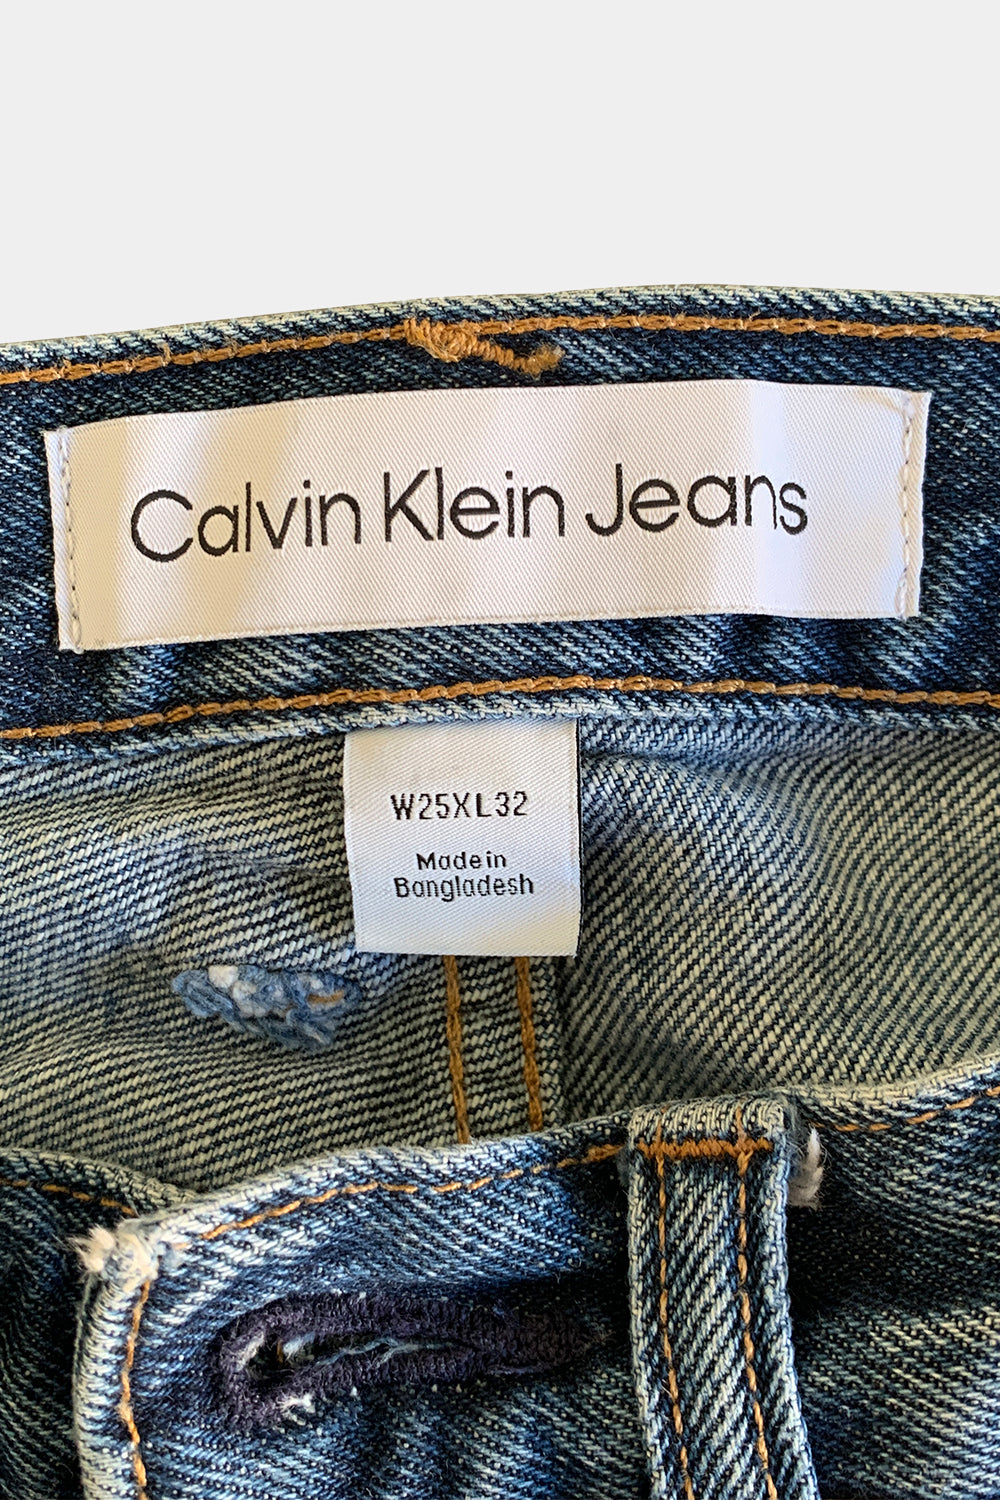 Calvin Klein Jeans
W25XL32
Made in
Bangladesh